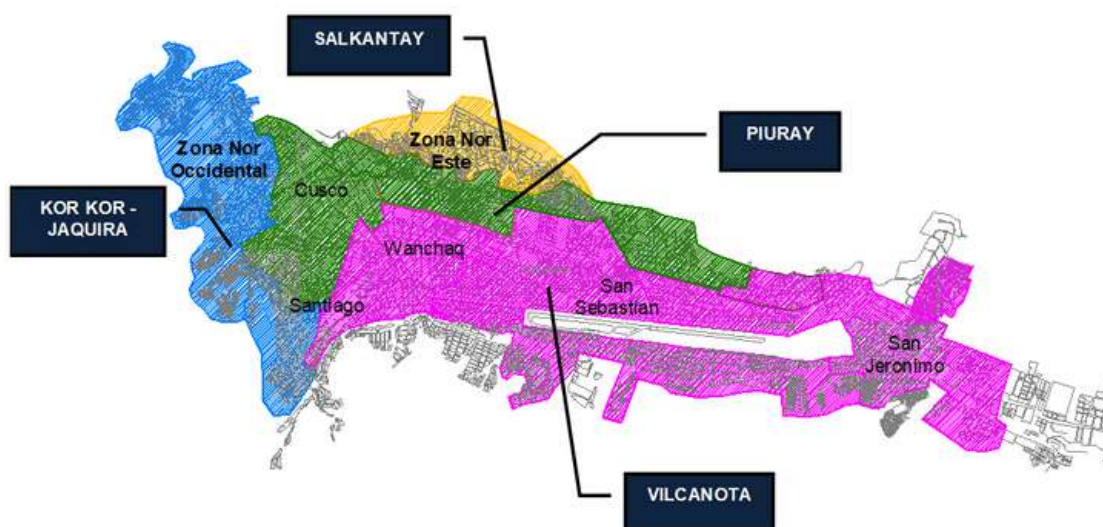 SALKANTAY
PIURAY
Zona Nor
Este
Zona Nor
Occidental
Cusco
KOR KOR -
JAQUIRA
Wanchaq
Santiago
San
Sebastian
San
Jeronimo
VILCANOTA